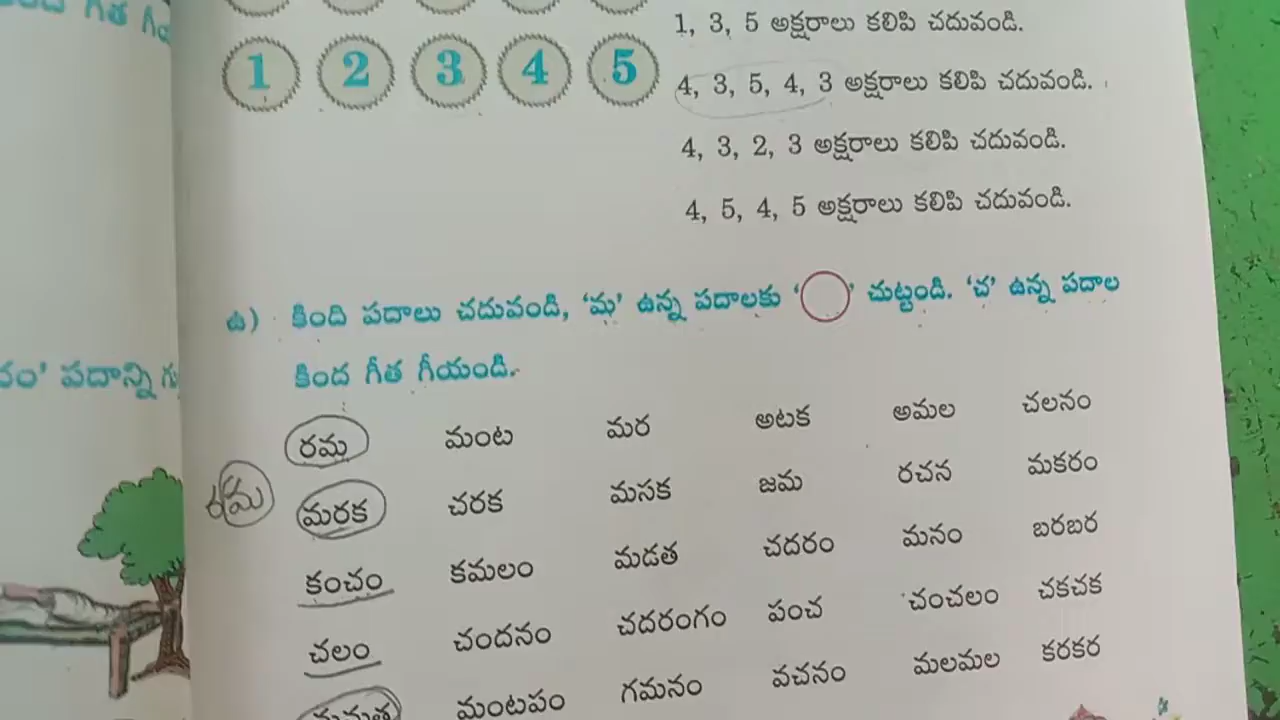 1 2 3 4 5
1, 3, 5 అక్షరాలు కలిపి చదువండి.
4, 3, 5, 4, 3 అక్షరాలు కలిపి చదువండి.
4, 3, 2, 3 అక్షరాలు కలిపి చదువండి.
4, 5, 4, 5 అక్షరాలు కలిపి చదువండి.
ఉ) కింది పదాలు చదువండి, ‘మ’ ఉన్న పదాలకు ‘ ’ చుట్టండి. ‘చ’ ఉన్న పదాల
కింద గీత గీయండి.
పదాన్ని
రమ మంట మర అటక అమల చలనం
మరక చరక మసక జమ రచన మకరం
రమ
కంచం కమలం మడత చదరం మనం బరబర
చలం చందనం చదరంగం పంచ చంచలం చకచక
మంటపం గమనం వచనం మలమల కరకర